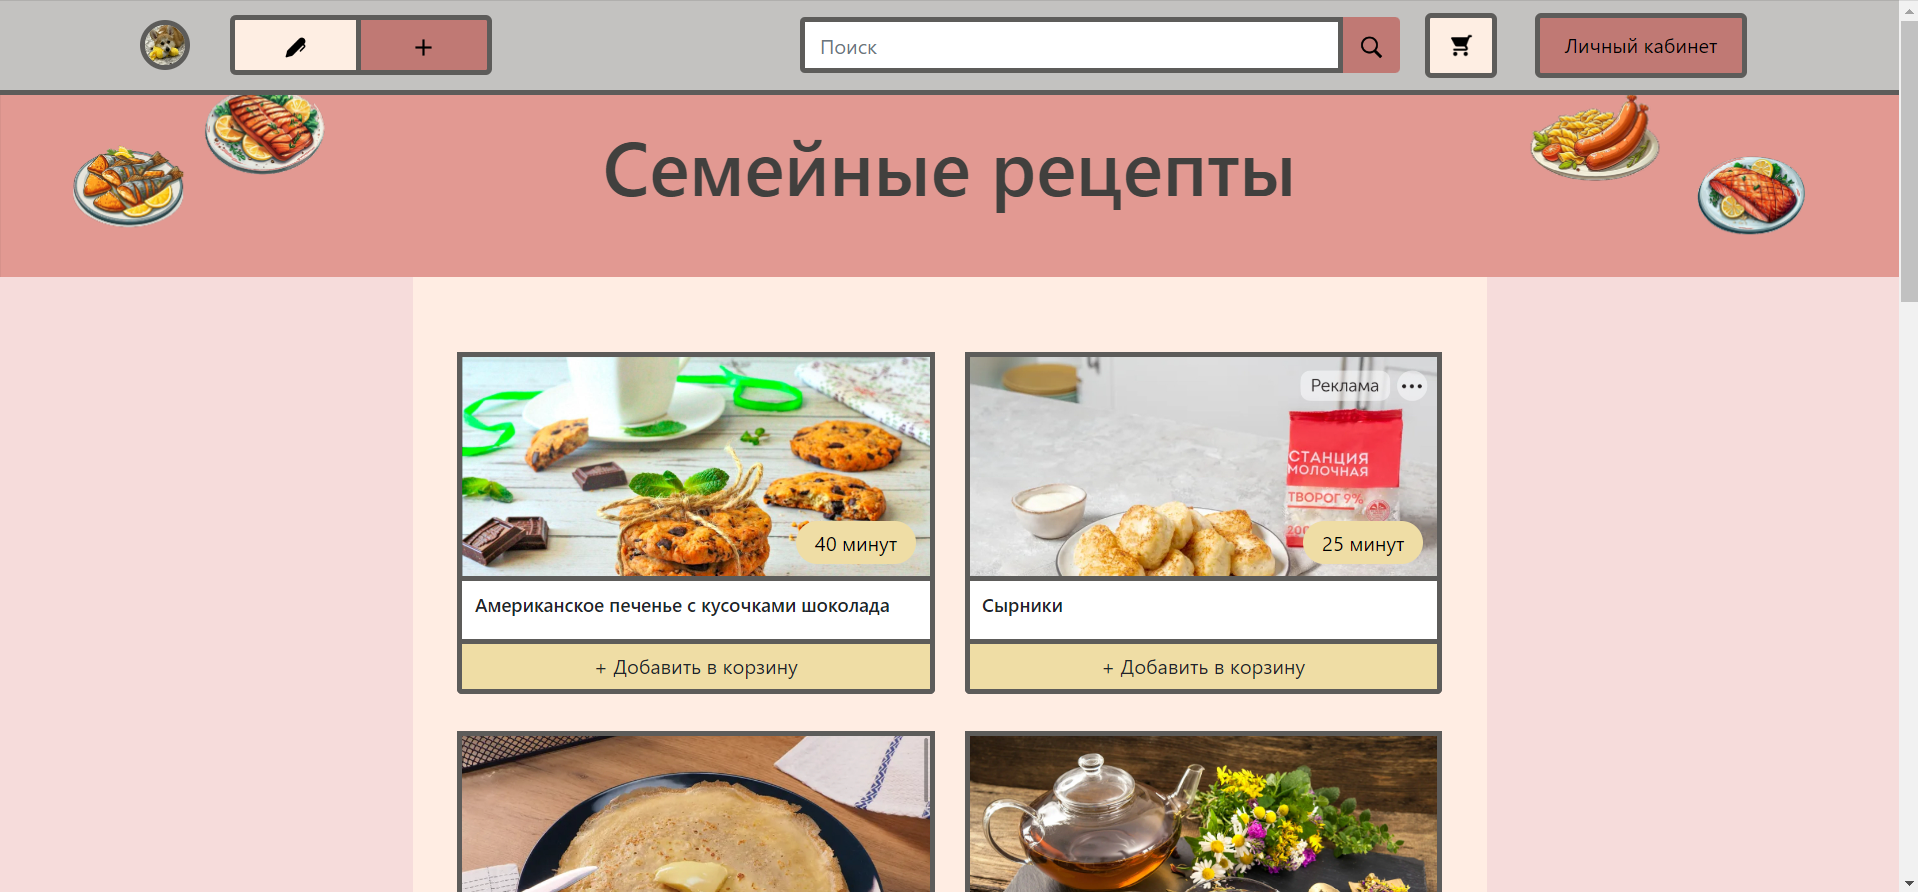 Поиск
Личный кабинет
Семейные рецепты
Реклама
СТАНЦИЯ
МОЛОЧНАЯ
ТВОРОГ 9%
40 минут
25 минут
Американское печенье с кусочками шоколада
Сырники
+ Добавить в корзину
+ Добавить в корзину